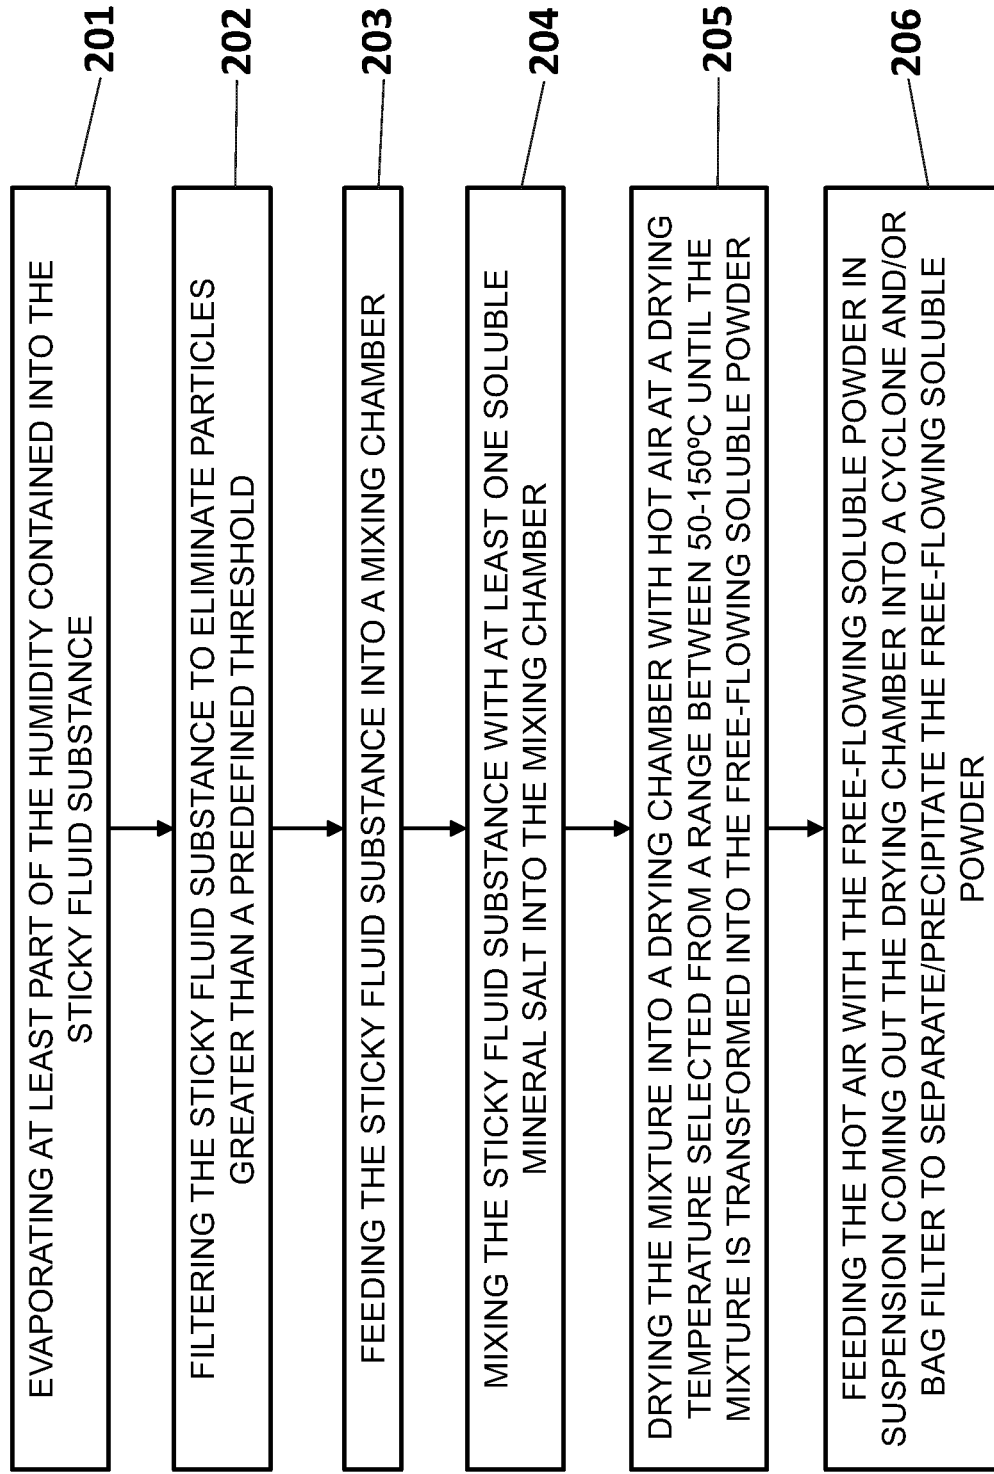 EVAPORATING AT LEAST PART OF THE HUMIDITY CONTAINED INTO THE
STICKY FLUID SUBSTANCE
201
FILTERING THE STICKY FLUID SUBSTANCE TO ELIMINATE PARTICLES
GREATER THAN A PREDEFINED THRESHOLD
202
FEEDING THE STICKY FLUID SUBSTANCE INTO A MIXING CHAMBER
203
MIXING THE STICKY FLUID SUBSTANCE WITH AT LEAST ONE SOLUBLE
MINERAL SALT INTO THE MIXING CHAMBER
204
DRYING THE MIXTURE INTO A DRYING CHAMBER WITH HOT AIR AT A DRYING
TEMPERATURE SELECTED FROM A RANGE BETWEEN 50-150ºC UNTIL THE
MIXTURE IS TRANSFORMED INTO THE FREE-FLOWING SOLUBLE POWDER
205
FEEDING THE HOT AIR WITH THE FREE-FLOWING SOLUBLE POWDER IN
SUSPENSION COMING OUT THE DRYING CHAMBER INTO A CYCLONE AND/OR
BAG FILTER TO SEPARATE/PRECIPITATE THE FREE-FLOWING SOLUBLE
POWDER
206